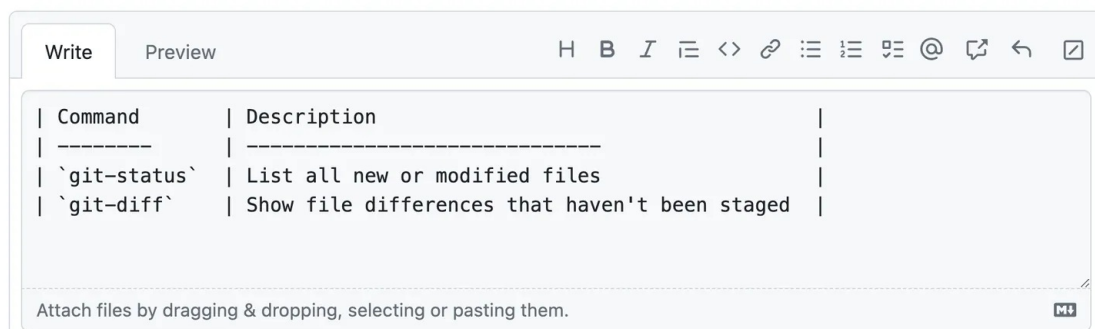 Write Preview H B I <> @
| Command       | Description                                     |
| --------      | ------------------------------                  |
| `git-status`  | List all new or modified files                  |
| `git-diff`    | Show file differences that haven't been staged  |
Attach files by dragging & dropping, selecting or pasting them. M↓